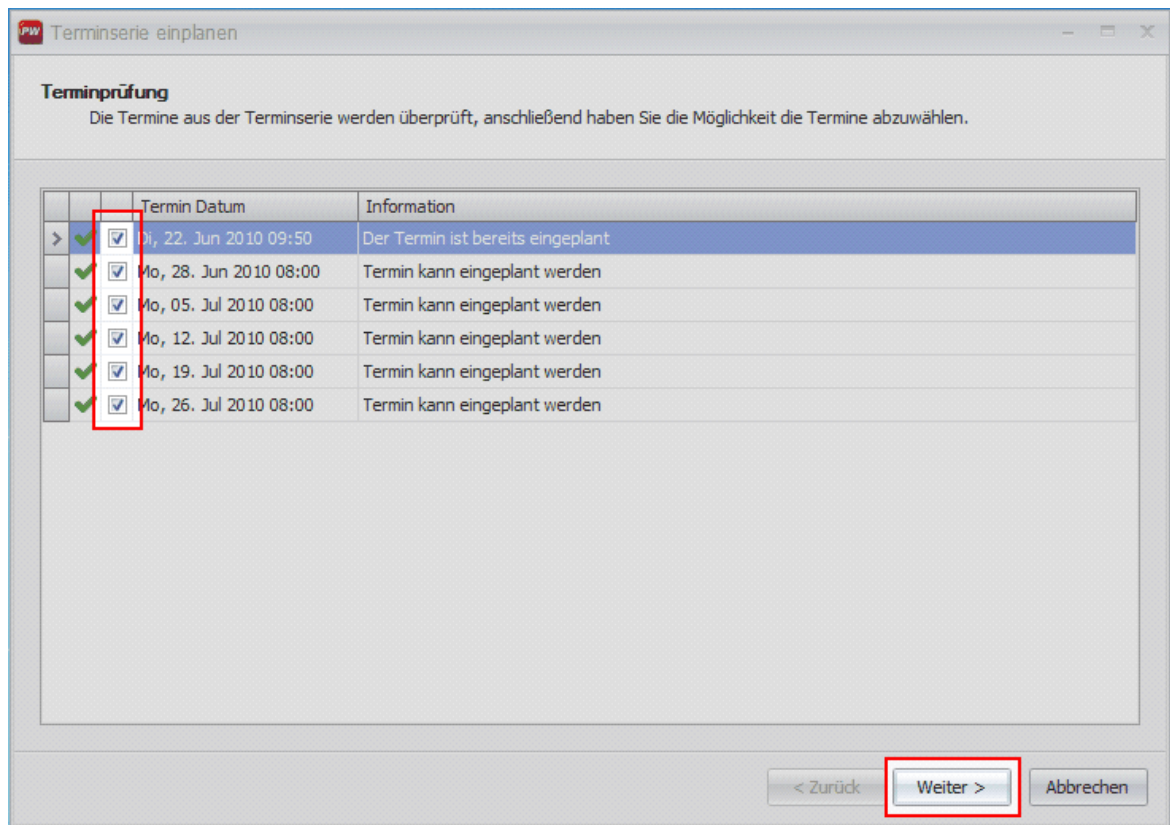 PW Terminserie einplanen
Terminprüfung
Die Termine aus der Terminserie werden überprüft, anschließend haben Sie die Möglichkeit die Termine abzuwählen.
Termin Datum Information
Di, 22. Jun 2010 09:50 Der Termin ist bereits eingeplant
Mo, 28. Jun 2010 08:00 Termin kann eingeplant werden
Mo, 05. Jul 2010 08:00 Termin kann eingeplant werden
Mo, 12. Jul 2010 08:00 Termin kann eingeplant werden
Mo, 19. Jul 2010 08:00 Termin kann eingeplant werden
Mo, 26. Jul 2010 08:00 Termin kann eingeplant werden
< Zurück Weiter > Abbrechen